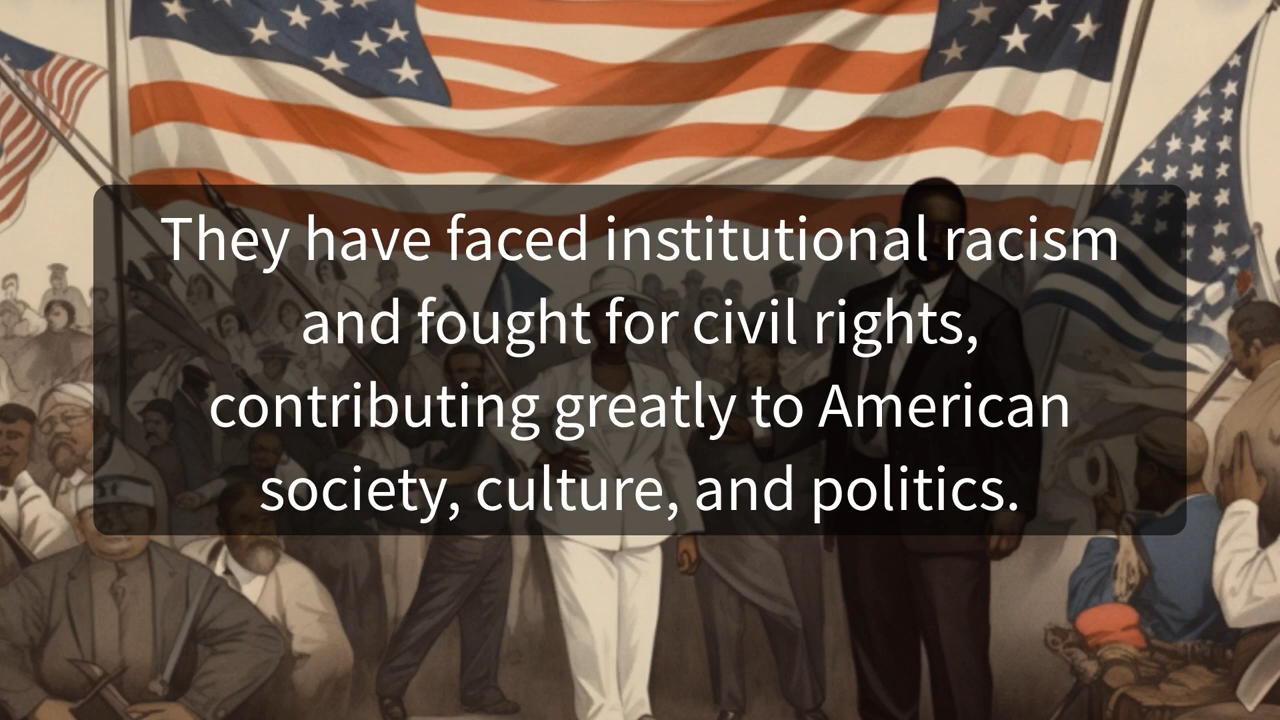 They have faced institutional racism
and fought for civil rights,
contributing greatly to American
society, culture, and politics.